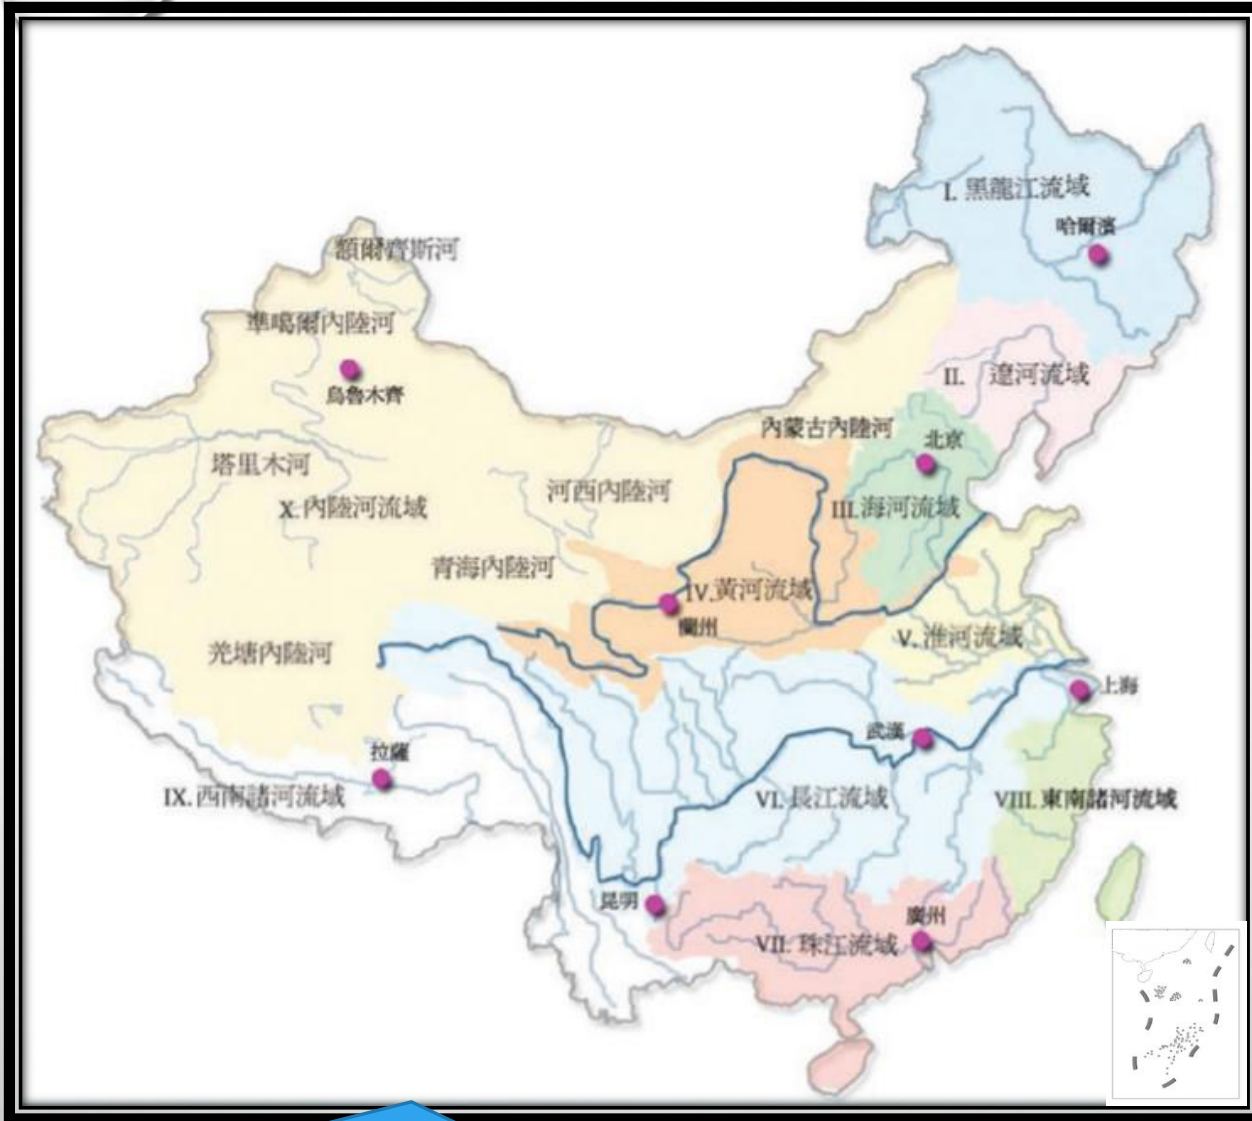 I. 黑龍江流域
哈爾濱
額爾齊斯河
準噶爾內陸河
烏魯木齊
II. 遼河流域
內蒙古內陸河
北京
塔里木河
河西內陸河
X. 內陸河流域
III. 海河流域
青海內陸河
IV. 黃河流域
蘭州
羌塘內陸河
V. 淮河流域
上海
武漢
拉薩
IX. 西南諸河流域
VI. 長江流域
VIII. 東南諸河流域
昆明
廣州
VII. 珠江流域